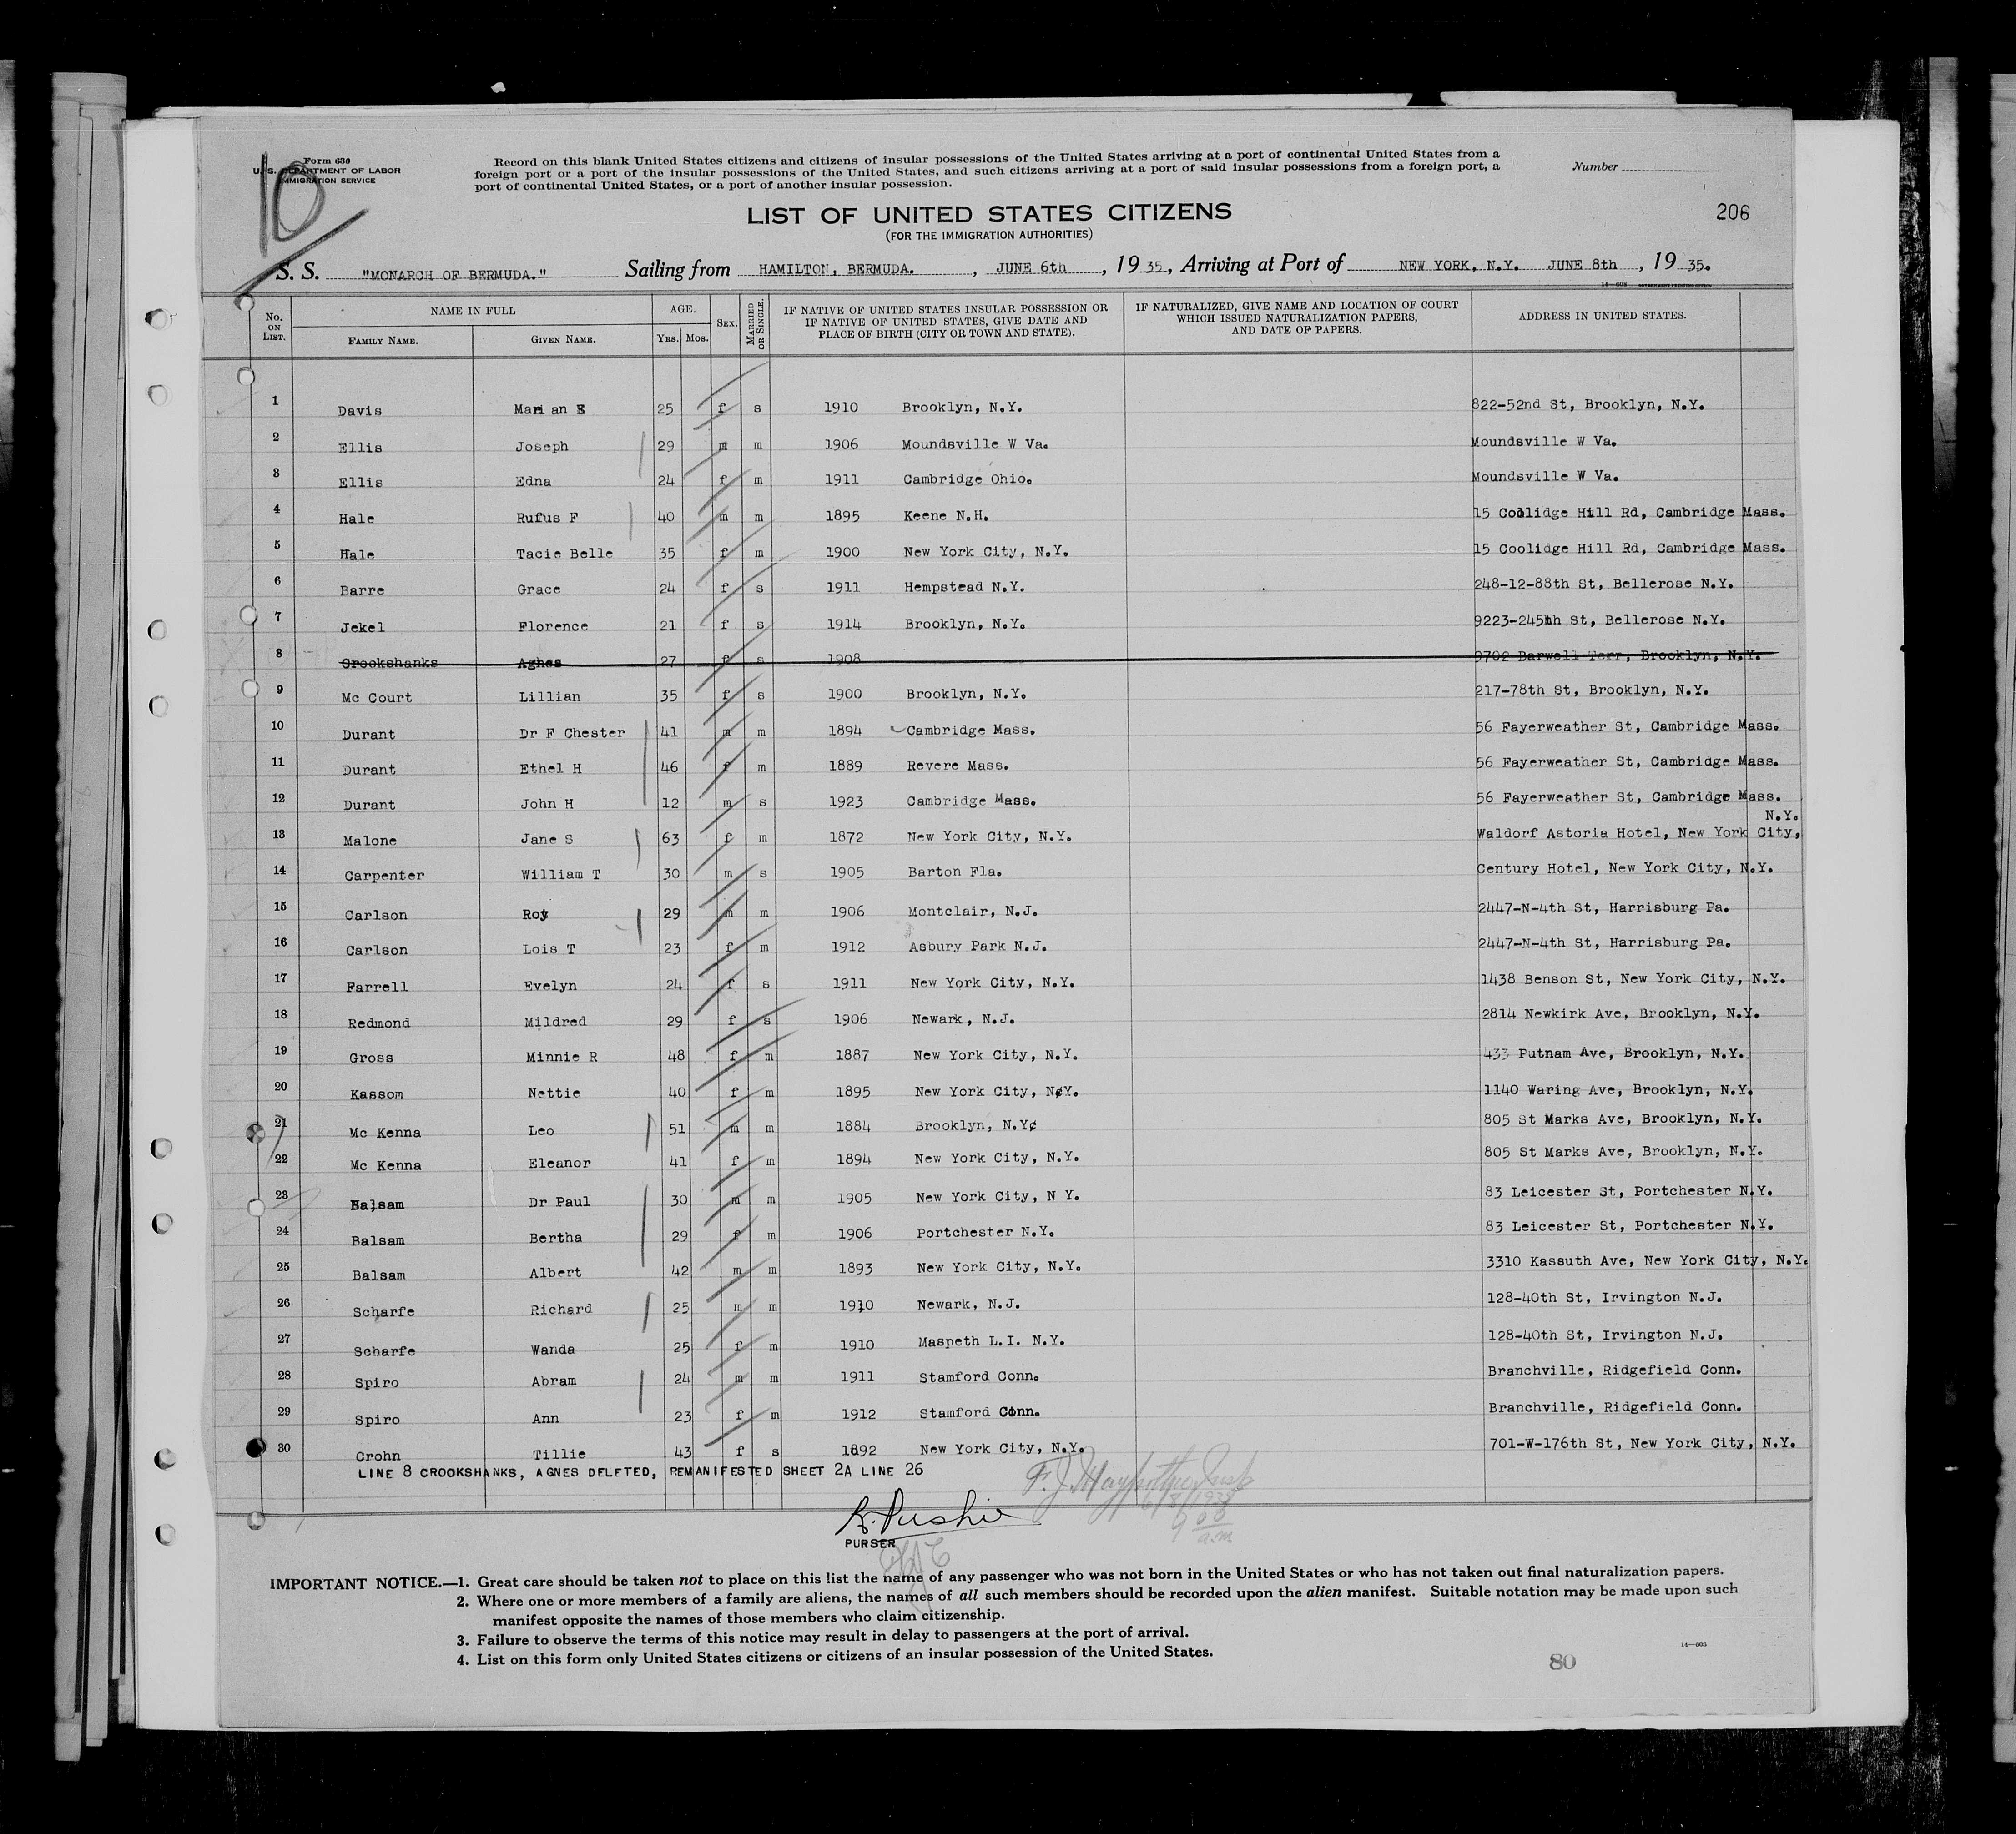 10
Form 630
U. S. DEPARTMENT OF LABOR
IMMIGRATION SERVICE
Record on this blank United States citizens and citizens of insular possessions of the United States arriving at a port of continental United States from a
foreign port or a port of the insular possessions of the United States, and such citizens arriving at a port of said insular possessions from a foreign port, a
port of continental United States, or a port of another insular possession.
Number
LIST OF UNITED STATES CITIZENS
(FOR THE IMMIGRATION AUTHORITIES)
206
S. S. "MONARCH OF BERMUDA." Sailing from HAMILTON, BERMUDA. , JUNE 6th , 19 35, Arriving at Port of NEW YORK, N.Y. JUNE 8th , 19 35.
No. ON LIST. NAME IN FULL FAMILY NAME. GIVEN NAME. AGE. YRS. MOS. SEX. MARRIED OR SINGLE. IF NATIVE OF UNITED STATES INSULAR POSSESSION OR IF NATIVE OF UNITED STATES, GIVE DATE AND PLACE OF BIRTH (CITY OR TOWN AND STATE). IF NATURALIZED, GIVE NAME AND LOCATION OF COURT WHICH ISSUED NATURALIZATION PAPERS, AND DATE OF PAPERS. ADDRESS IN UNITED STATES.
1 Davis Marian E 25 f s 1910 Brooklyn, N.Y. 822-52nd St, Brooklyn, N.Y.
2 Ellis Joseph 29 m m 1906 Moundsville W Va. Moundsville W Va.
3 Ellis Edna 24 f m 1911 Cambridge Ohio. Moundsville W Va.
4 Hale Rufus F 40 m m 1895 Keene N.H. 15 Coolidge Hill Rd, Cambridge Mass.
5 Hale Tacie Belle 35 f m 1900 New York City, N.Y. 15 Coolidge Hill Rd, Cambridge Mass.
6 Barre Grace 24 f s 1911 Hempstead N.Y. 248-12-88th St, Bellerose N.Y.
7 Jekel Florence 21 f s 1914 Brooklyn, N.Y. 9223-245th St, Bellerose N.Y.
8 Crookshanks Agnes 27 f s 1908 9702 Barwell Terr, Brooklyn, N.Y.
9 Mc Court Lillian 35 f s 1900 Brooklyn, N.Y. 217-78th St, Brooklyn, N.Y.
10 Durant Dr F Chester 41 m m 1894 Cambridge Mass. 56 Fayerweather St, Cambridge Mass.
11 Durant Ethel H 46 f m 1889 Revere Mass. 56 Fayerweather St, Cambridge Mass.
12 Durant John H 12 m s 1923 Cambridge Mass. 56 Fayerweather St, Cambridge Mass.
13 Malone Jane S 63 f m 1872 New York City, N.Y. Waldorf Astoria Hotel, New York City, N.Y.
14 Carpenter William T 30 m s 1905 Barton Fla. Century Hotel, New York City, N.Y.
15 Carlson Roy 29 m m 1906 Montclair, N.J. 2447-N-4th St, Harrisburg Pa.
16 Carlson Lois T 23 f m 1912 Asbury Park N.J. 2447-N-4th St, Harrisburg Pa.
17 Farrell Evelyn 24 f s 1911 New York City, N.Y. 1438 Benson St, New York City, N.Y.
18 Redmond Mildred 29 f s 1906 Newark, N.J. 2814 Newkirk Ave, Brooklyn, N.Y.
19 Gross Minnie R 48 f m 1887 New York City, N.Y. 433 Putnam Ave, Brooklyn, N.Y.
20 Kassom Nettie 40 f m 1895 New York City, N.Y. 1140 Waring Ave, Brooklyn, N.Y.
21 Mc Kenna Leo 51 m m 1884 Brooklyn, N.Y. 805 St Marks Ave, Brooklyn, N.Y.
22 Mc Kenna Eleanor 41 f m 1894 New York City, N.Y. 805 St Marks Ave, Brooklyn, N.Y.
23 Balsam Dr Paul 30 m m 1905 New York City, N Y. 83 Leicester St, Portchester N.Y.
24 Balsam Bertha 29 f m 1906 Portchester N.Y. 83 Leicester St, Portchester N.Y.
25 Balsam Albert 42 m m 1893 New York City, N.Y. 3310 Kassuth Ave, New York City, N.Y.
26 Scharfe Richard 25 m m 1910 Newark, N.J. 128-40th St, Irvington N.J.
27 Scharfe Wanda 25 f m 1910 Maspeth L.I. N.Y. 128-40th St, Irvington N.J.
28 Spiro Abram 24 m m 1911 Stamford Conn. Branchville, Ridgefield Conn.
29 Spiro Ann 23 f m 1912 Stamford Conn. Branchville, Ridgefield Conn.
30 Crohn Tillie 43 f s 1892 New York City, N.Y. 701-W-176th St, New York City, N.Y.
LINE 8 CROOKSHANKS, AGNES DELETED, REMANIFESTED SHEET 2A LINE 26
PURSER
IMPORTANT NOTICE.—1. Great care should be taken not to place on this list the name of any passenger who was not born in the United States or who has not taken out final naturalization papers.
2. Where one or more members of a family are aliens, the names of all such members should be recorded upon the alien manifest. Suitable notation may be made upon such
manifest opposite the names of those members who claim citizenship.
3. Failure to observe the terms of this notice may result in delay to passengers at the port of arrival.
4. List on this form only United States citizens or citizens of an insular possession of the United States.
80